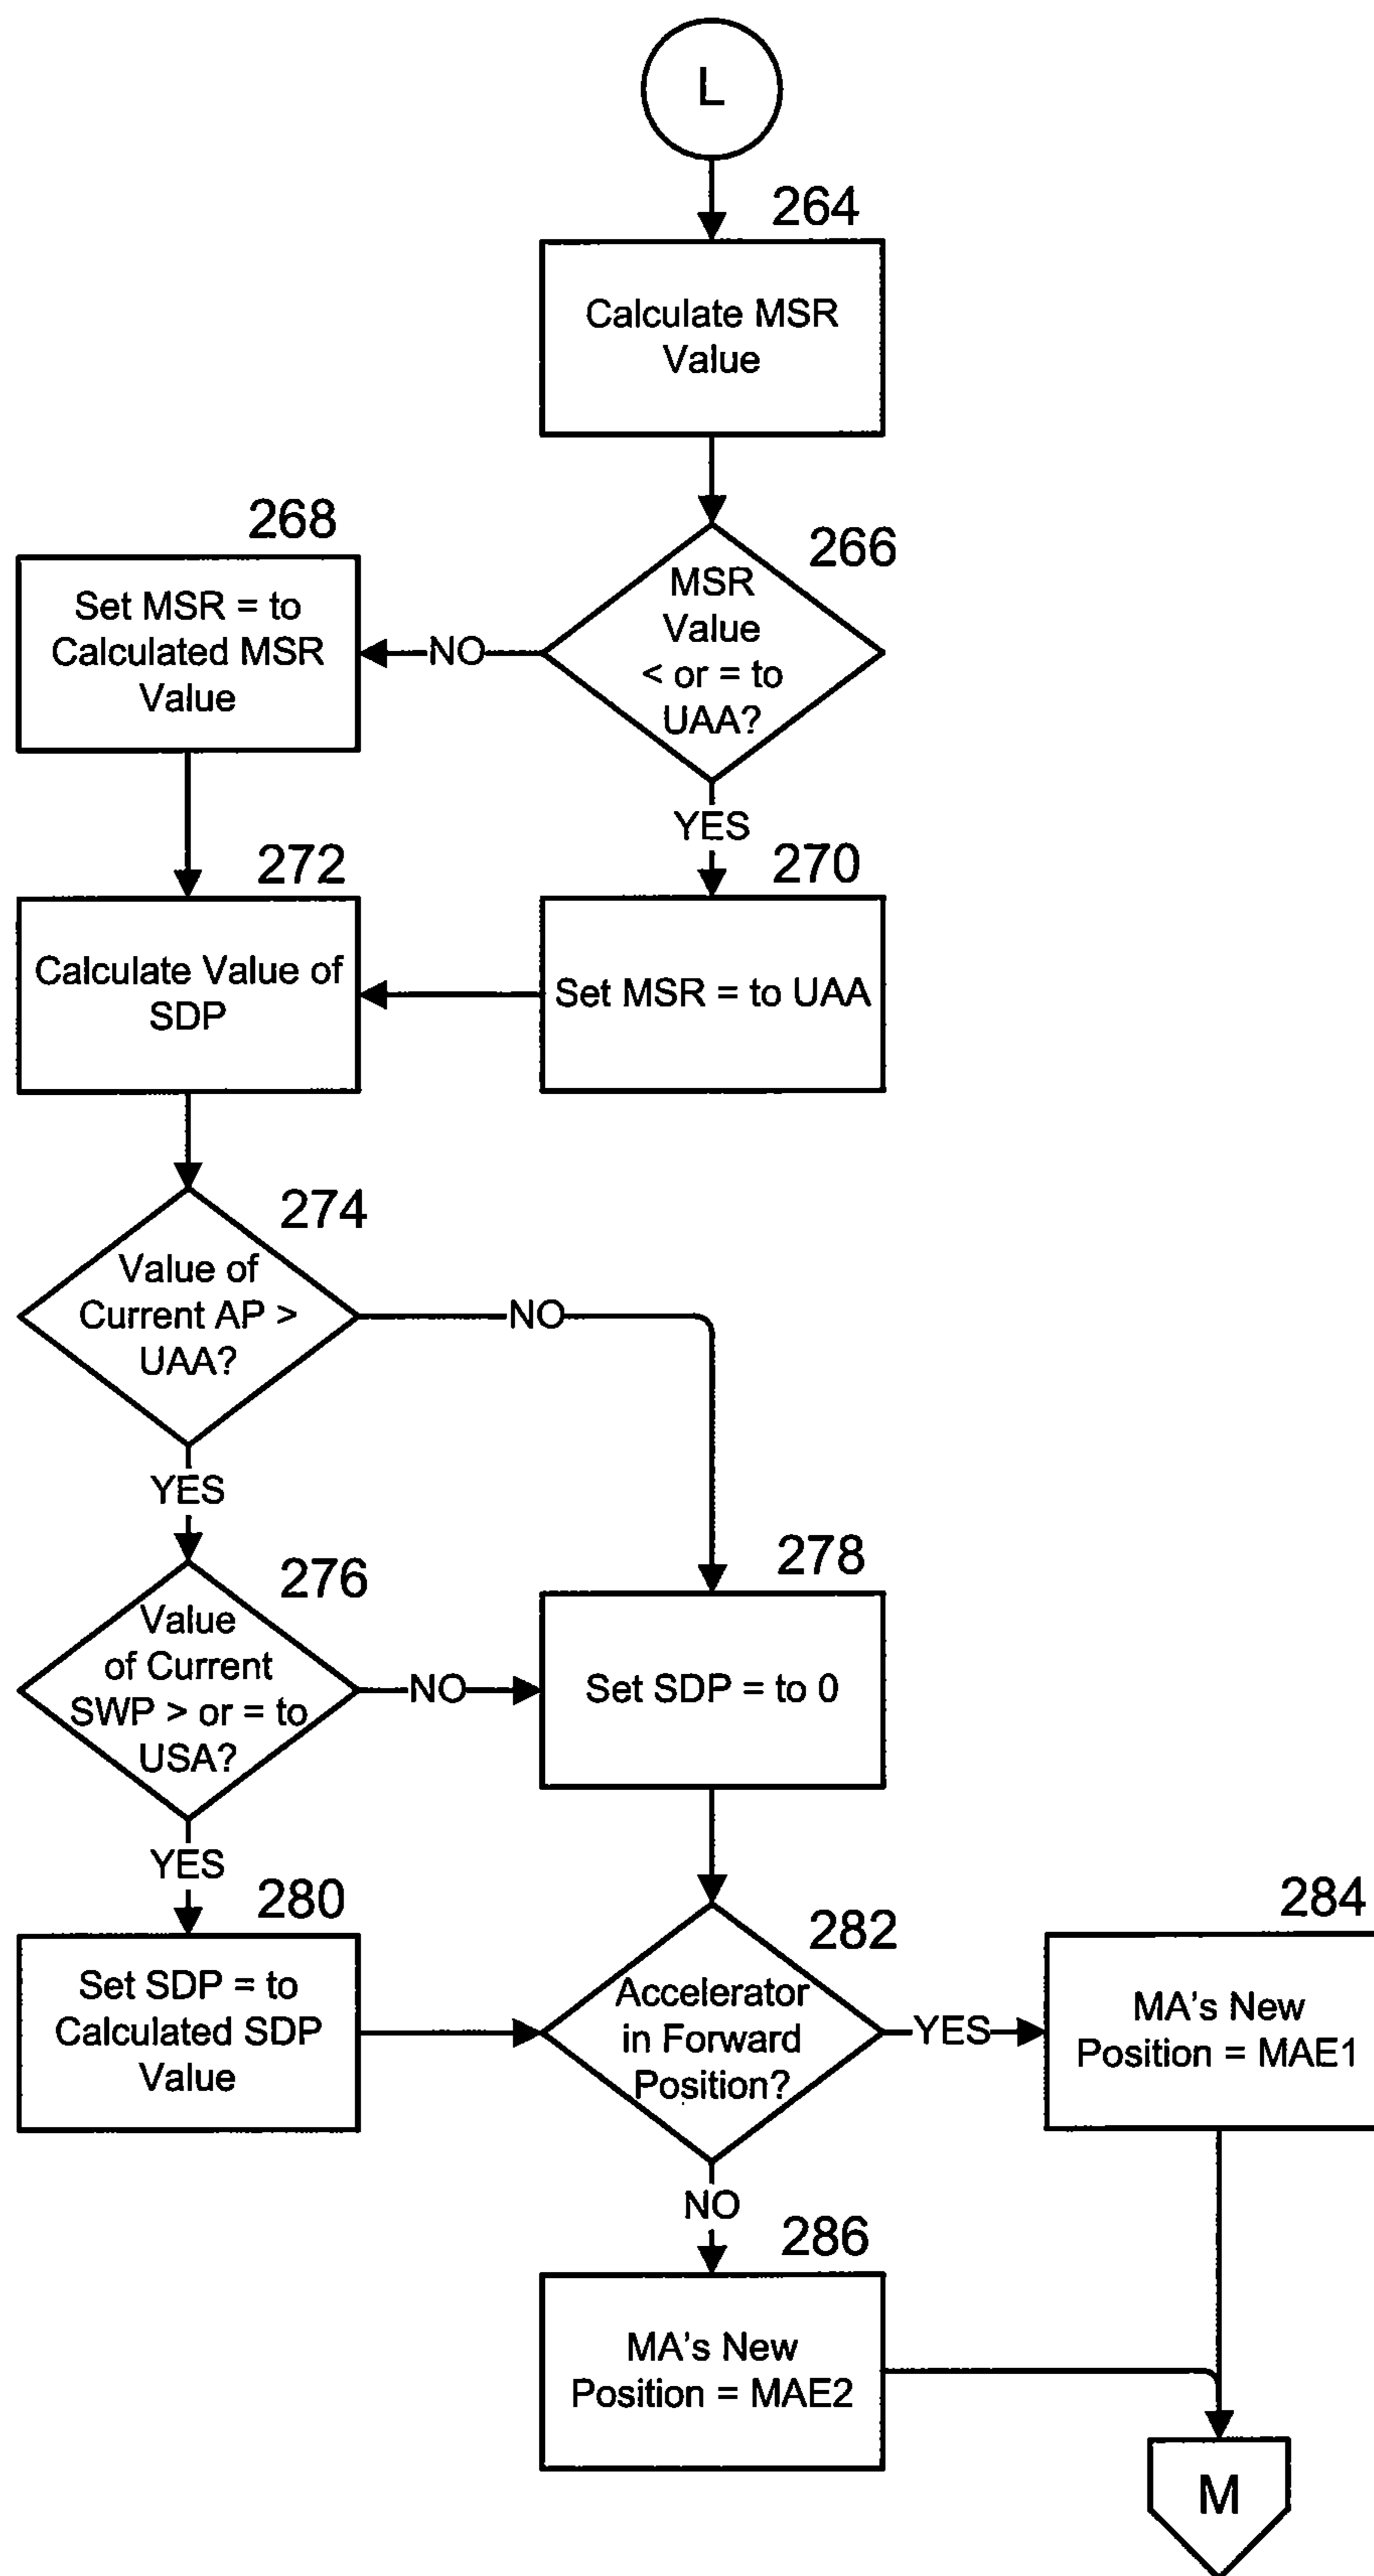 L
264
Calculate MSR
Value
268
Set MSR = to
Calculated MSR
Value
266
MSR
Value
< or = to
UAA?
NO
YES
272
Calculate Value of
SDP
270
Set MSR = to UAA
274
Value of
Current AP >
UAA?
NO
YES
276
Value
of Current
SWP > or = to
USA?
NO
278
Set SDP = to 0
YES
280
Set SDP = to
Calculated SDP
Value
282
Accelerator
in Forward
Position?
YES
284
MA's New
Position = MAE1
NO
286
MA's New
Position = MAE2
M